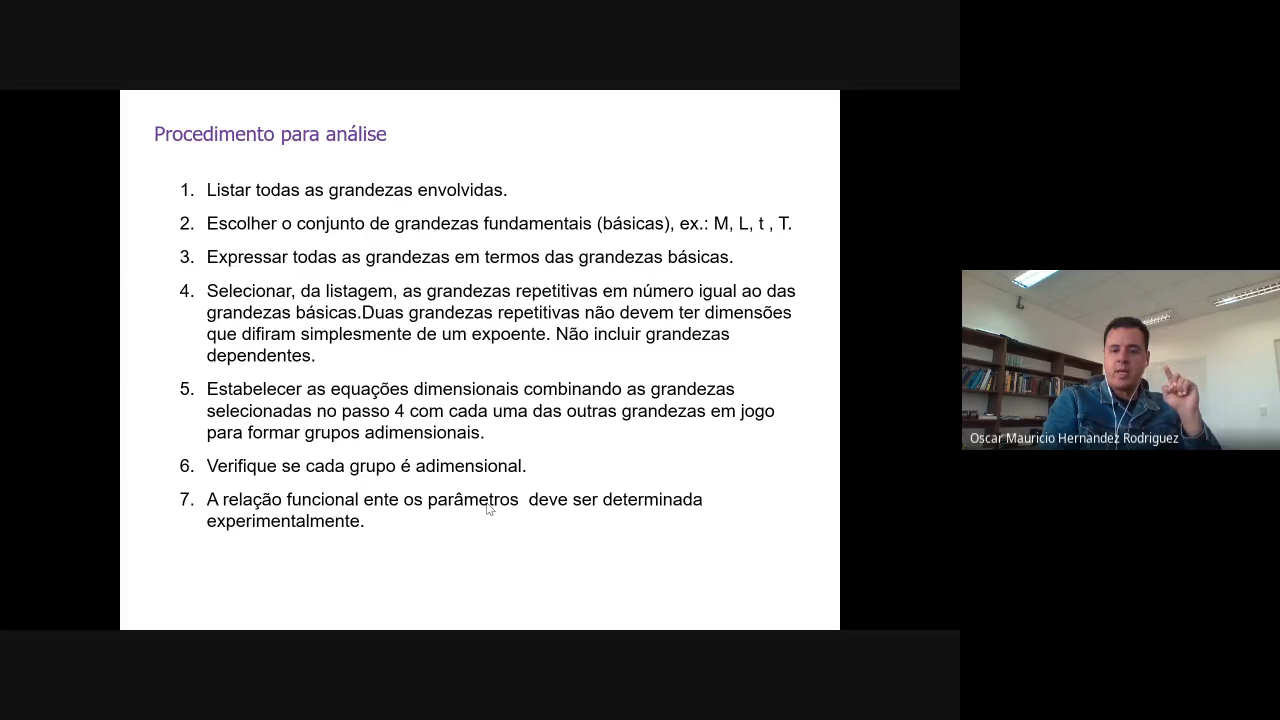 Procedimento para análise
1. Listar todas as grandezas envolvidas.
2. Escolher o conjunto de grandezas fundamentais (básicas), ex.: M, L, t , T.
3. Expressar todas as grandezas em termos das grandezas básicas.
4. Selecionar, da listagem, as grandezas repetitivas em número igual ao das
grandezas básicas.Duas grandezas repetitivas não devem ter dimensões
que difiram simplesmente de um expoente. Não incluir grandezas
dependentes.
5. Estabelecer as equações dimensionais combinando as grandezas
selecionadas no passo 4 com cada uma das outras grandezas em jogo
para formar grupos adimensionais.
6. Verifique se cada grupo é adimensional.
7. A relação funcional ente os parâmetros deve ser determinada
experimentalmente.
Oscar Mauricio Hernandez Rodriguez